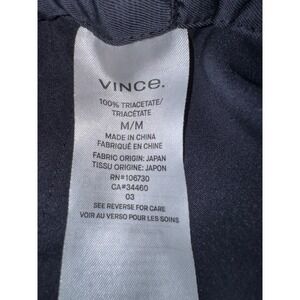 VINCE.
100% TRIACETATE/
TRIACÉTATE
M/M
MADE IN CHINA
FABRIQUÉ EN CHINE
FABRIC ORIGIN: JAPAN
TISSU ORIGINE: JAPON
RN#106730
CA#34460
03
SEE REVERSE FOR CARE
VOIR AU VERSO POUR LES SOINS